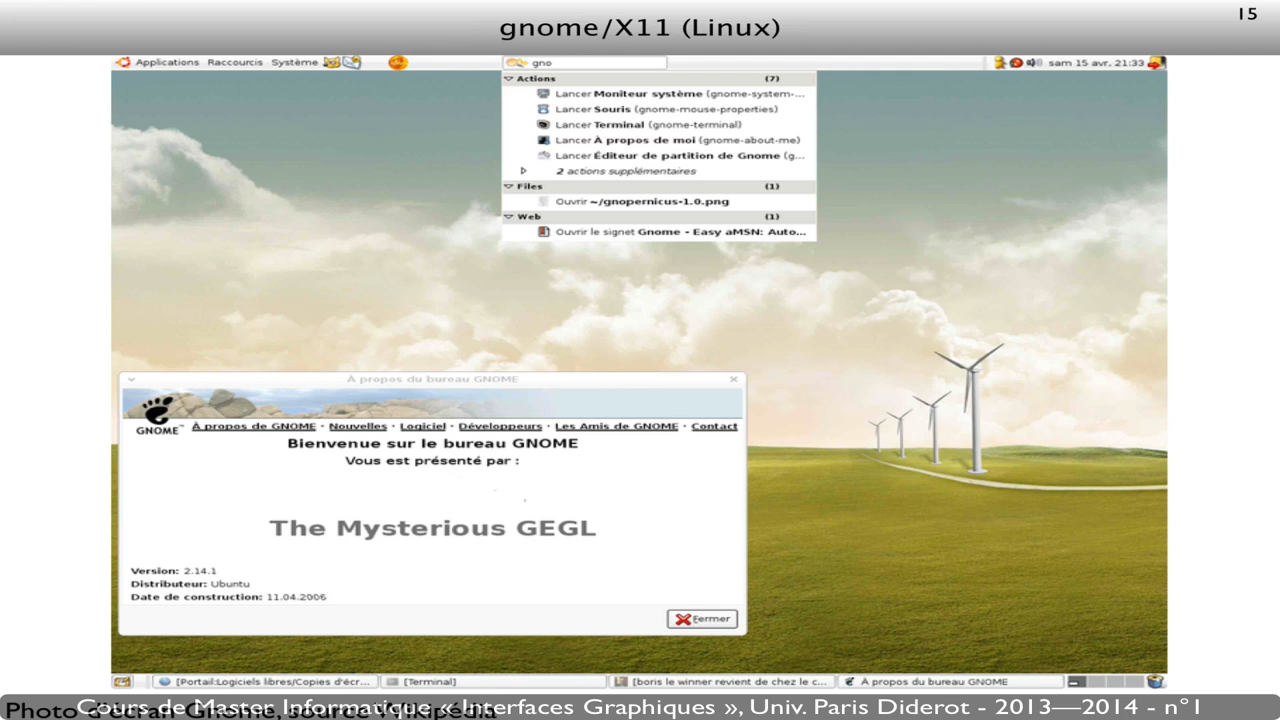 gnome/X11 (Linux)
15
Applications Raccourcis Système
gno
sam 15 avr, 21:33
Actions (7)
Lancer Moniteur système (gnome-system-...
Lancer Souris (gnome-mouse-properties)
Lancer Terminal (gnome-terminal)
Lancer À propos de moi (gnome-about-me)
Lancer Éditeur de partition de Gnome (g...
2 actions supplémentaires
Files (1)
Ouvrir ~/gnopernicus-1.0.png
Web (1)
Ouvrir le signet Gnome - Easy aMSN: Auto...
À propos du bureau GNOME
GNOME™
À propos de GNOME · Nouvelles · Logiciel · Développeurs · Les Amis de GNOME · Contact
Bienvenue sur le bureau GNOME
Vous est présenté par :
The Mysterious GEGL
Version: 2.14.1
Distributeur: Ubuntu
Date de construction: 11.04.2006
Fermer
[Portail:Logiciels libres/Copies d'écr... [Terminal] [boris le winner revient de chez le c... À propos du bureau GNOME
Photo d'écran Gnome, source Wikipédia
Cours de Master Informatique « Interfaces Graphiques », Univ. Paris Diderot - 2013—2014 - n°1